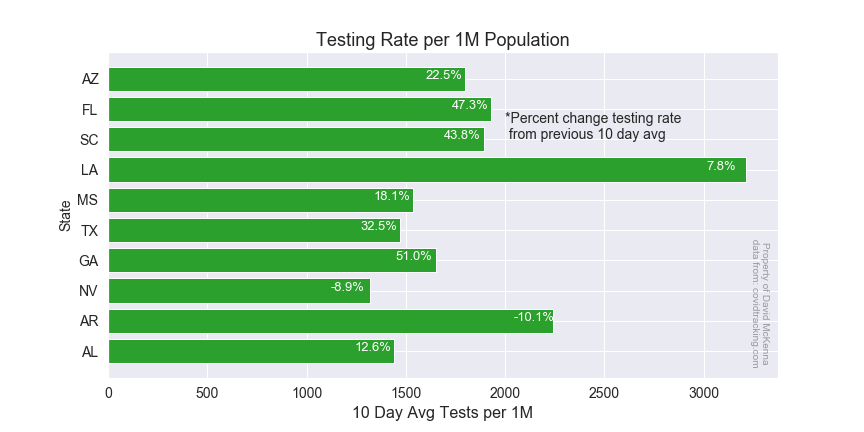 Testing Rate per 1M Population
State
AZ 22.5%
FL 47.3%
*Percent change testing rate
from previous 10 day avg
SC 43.8%
LA 7.8%
MS 18.1%
TX 32.5%
GA 51.0%
NV -8.9%
AR -10.1%
AL 12.6%
Property of David McKenna
data from: covidtracking.com
0 500 1000 1500 2000 2500 3000
10 Day Avg Tests per 1M